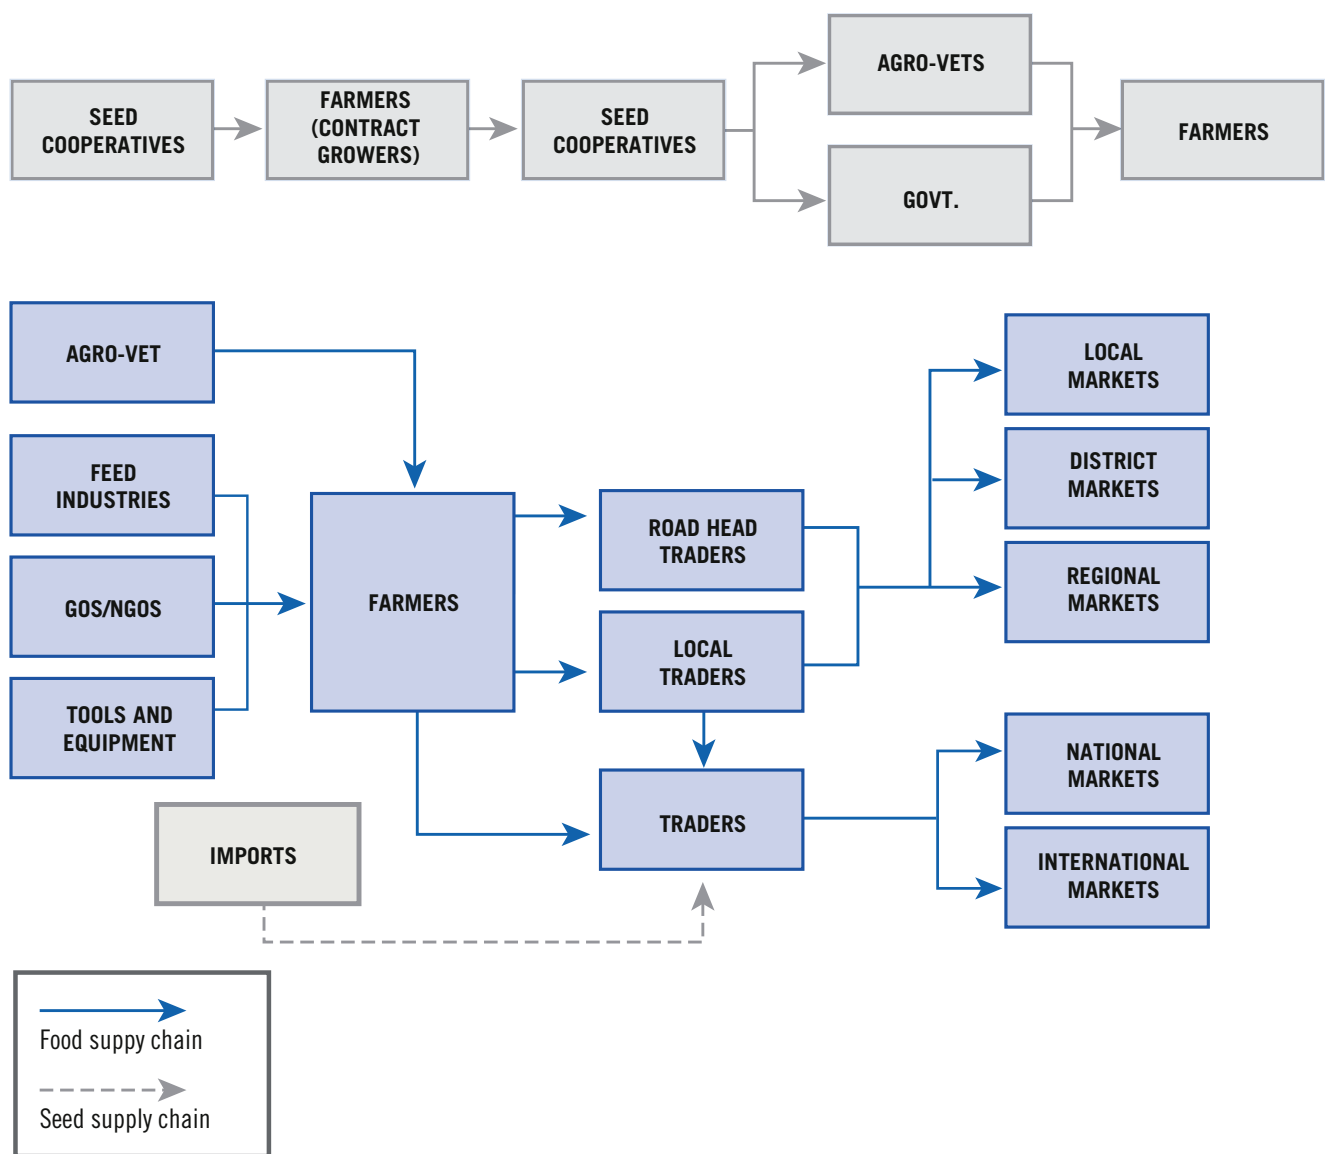 SEED
COOPERATIVES
FARMERS
(CONTRACT
GROWERS)
SEED
COOPERATIVES
AGRO-VETS
GOVT.
FARMERS
AGRO-VET
FEED
INDUSTRIES
GOS/NGOS
TOOLS AND
EQUIPMENT
FARMERS
ROAD HEAD
TRADERS
LOCAL
TRADERS
TRADERS
LOCAL
MARKETS
DISTRICT
MARKETS
REGIONAL
MARKETS
NATIONAL
MARKETS
INTERNATIONAL
MARKETS
IMPORTS
Food suppy chain
Seed supply chain